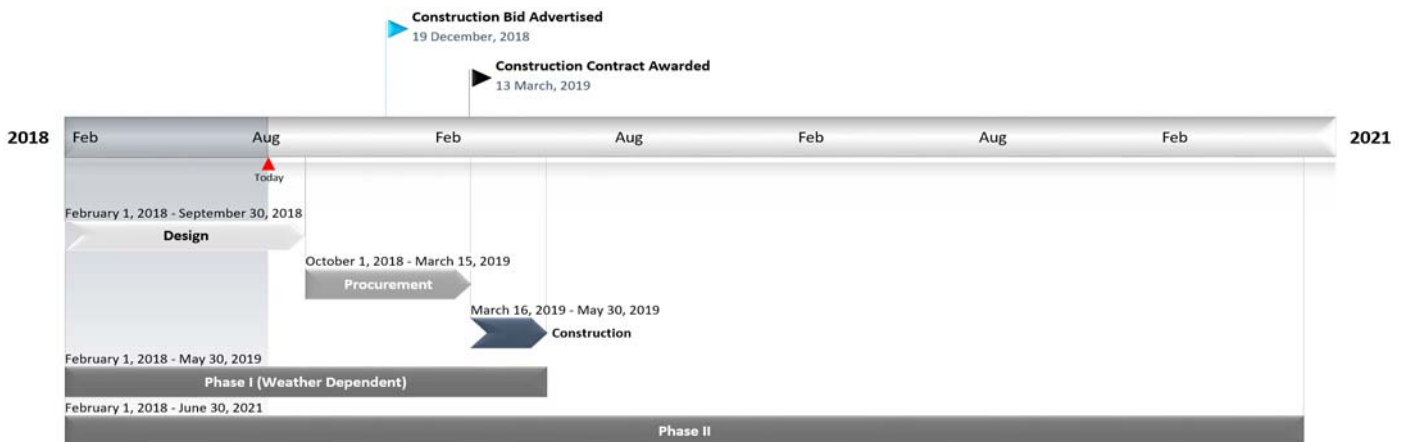 Construction Bid Advertised
19 December, 2018
Construction Contract Awarded
13 March, 2019
2018 Feb Aug Feb Aug Feb Aug Feb 2021
Today
February 1, 2018 - September 30, 2018
Design
October 1, 2018 - March 15, 2019
Procurement
March 16, 2019 - May 30, 2019
Construction
February 1, 2018 - May 30, 2019
Phase I (Weather Dependent)
February 1, 2018 - June 30, 2021
Phase II